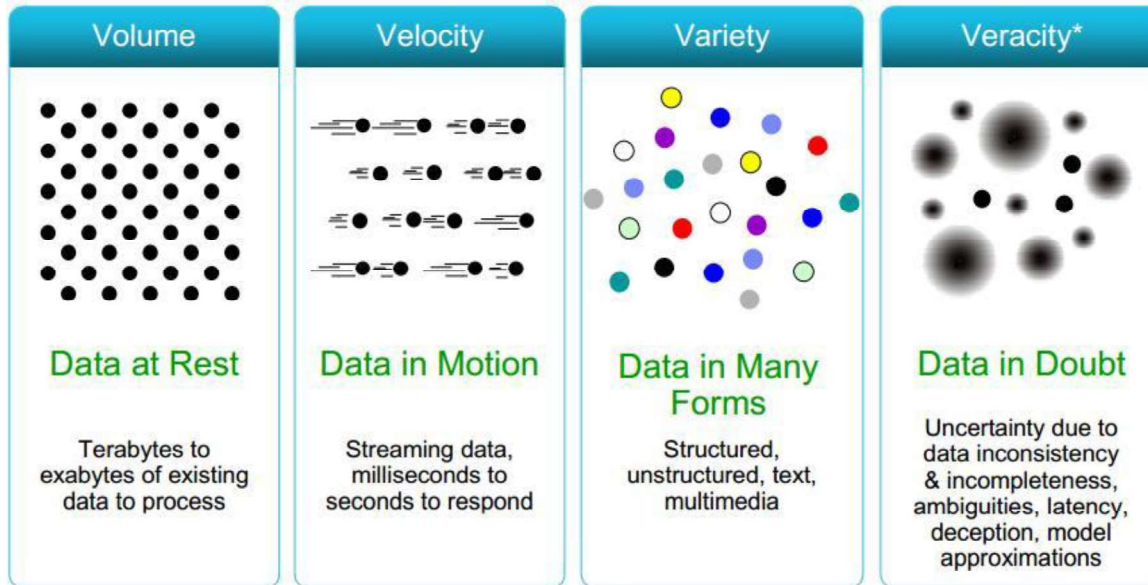 Volume
Data at Rest
Terabytes to
exabytes of existing
data to process
Velocity
Data in Motion
Streaming data,
milliseconds to
seconds to respond
Variety
Data in Many
Forms
Structured,
unstructured, text,
multimedia
Veracity*
Data in Doubt
Uncertainty due to
data inconsistency
& incompleteness,
ambiguities, latency,
deception, model
approximations